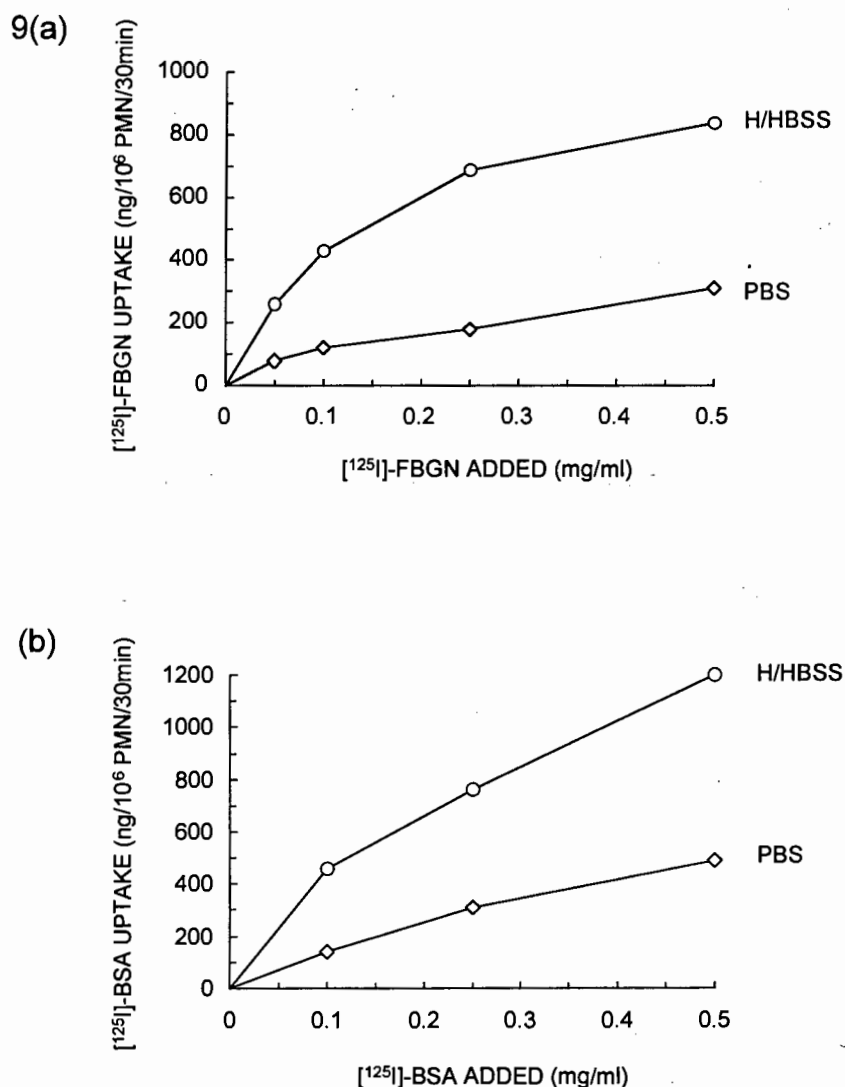 9(a)
[¹²⁵I]-FBGN UPTAKE (ng/10⁶ PMN/30min)
1000
800
600
400
200
0
H/HBSS
PBS
0 0.1 0.2 0.3 0.4 0.5
[¹²⁵I]-FBGN ADDED (mg/ml)
(b)
[¹²⁵I]-BSA UPTAKE (ng/10⁶ PMN/30min)
1200
1000
800
600
400
200
0
H/HBSS
PBS
0 0.1 0.2 0.3 0.4 0.5
[¹²⁵I]-BSA ADDED (mg/ml)